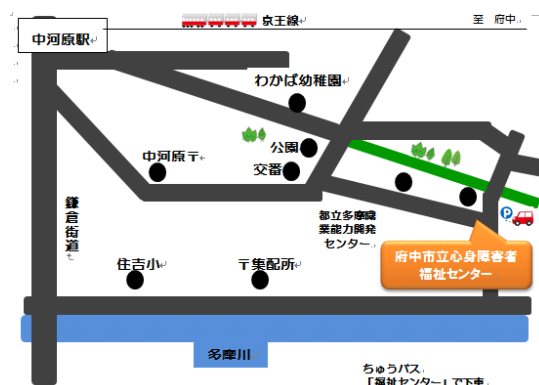 中河原駅
京王線
至 府中
わかば幼稚園
公園
中河原〒
交番
鎌倉街道
都立多摩職
業能力開発
センター
P
府中市立心身障害者
福祉センター
住吉小
〒集配所
多摩川
ちゅうバス
「福祉センター」で下車